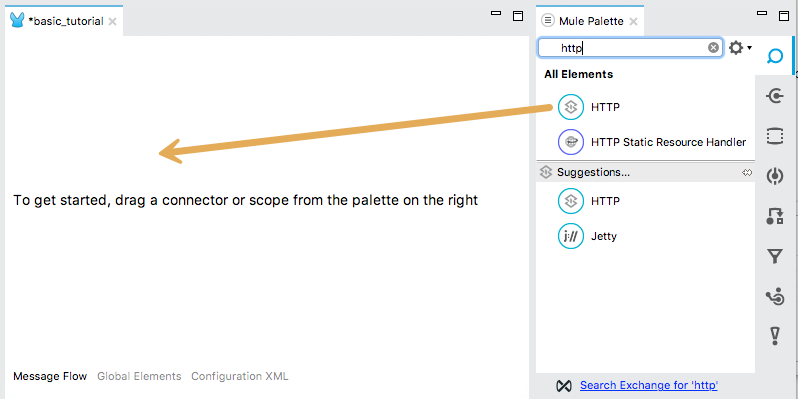 *basic_tutorial
Mule Palette
http
All Elements
HTTP
HTTP Static Resource Handler
Suggestions...
HTTP
j://
Jetty
To get started, drag a connector or scope from the palette on the right
Message Flow Global Elements Configuration XML
Search Exchange for 'http'